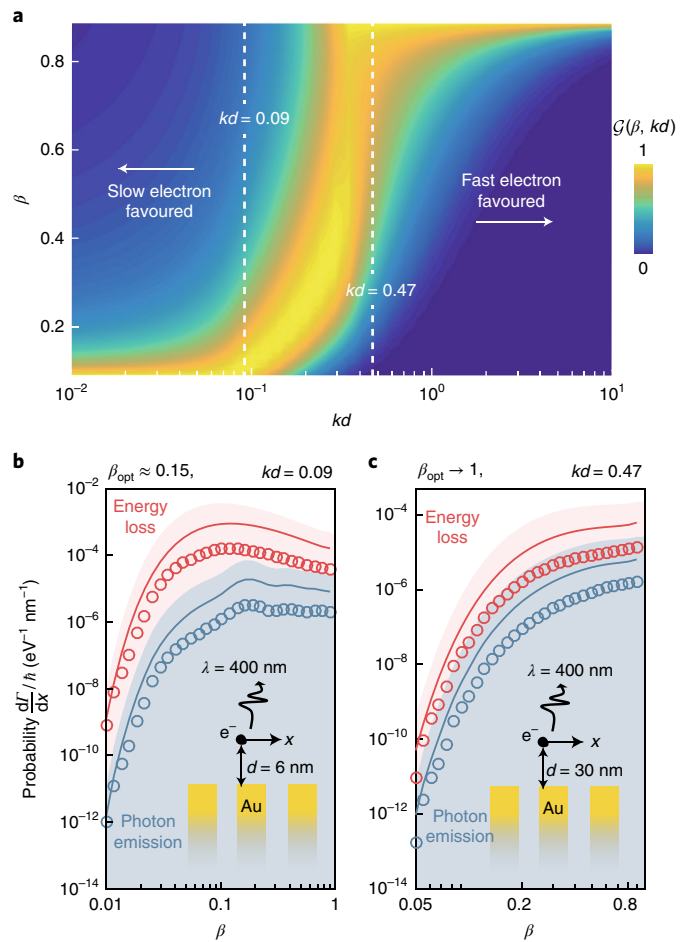 a
0.8
0.6
0.4
0.2
β
kd = 0.09
kd = 0.47
Slow electron
favoured
Fast electron
favoured
𝒢(β, kd)
1
0
10⁻²
10⁻¹
10⁰
10¹
kd
b
β_opt ≈ 0.15,
kd = 0.09
10⁻²
10⁻⁴
10⁻⁶
10⁻⁸
10⁻¹⁰
10⁻¹²
10⁻¹⁴
Probability dΓ/dx /ħ (eV⁻¹ nm⁻¹)
Energy
loss
λ = 400 nm
e⁻
x
d = 6 nm
Au
Photon
emission
0.01
0.1
1
β
c
β_opt → 1,
kd = 0.47
10⁻⁴
10⁻⁶
10⁻⁸
10⁻¹⁰
10⁻¹²
10⁻¹⁴
Energy
loss
λ = 400 nm
e⁻
x
d = 30 nm
Au
Photon
emission
0.05
0.2
0.8
β